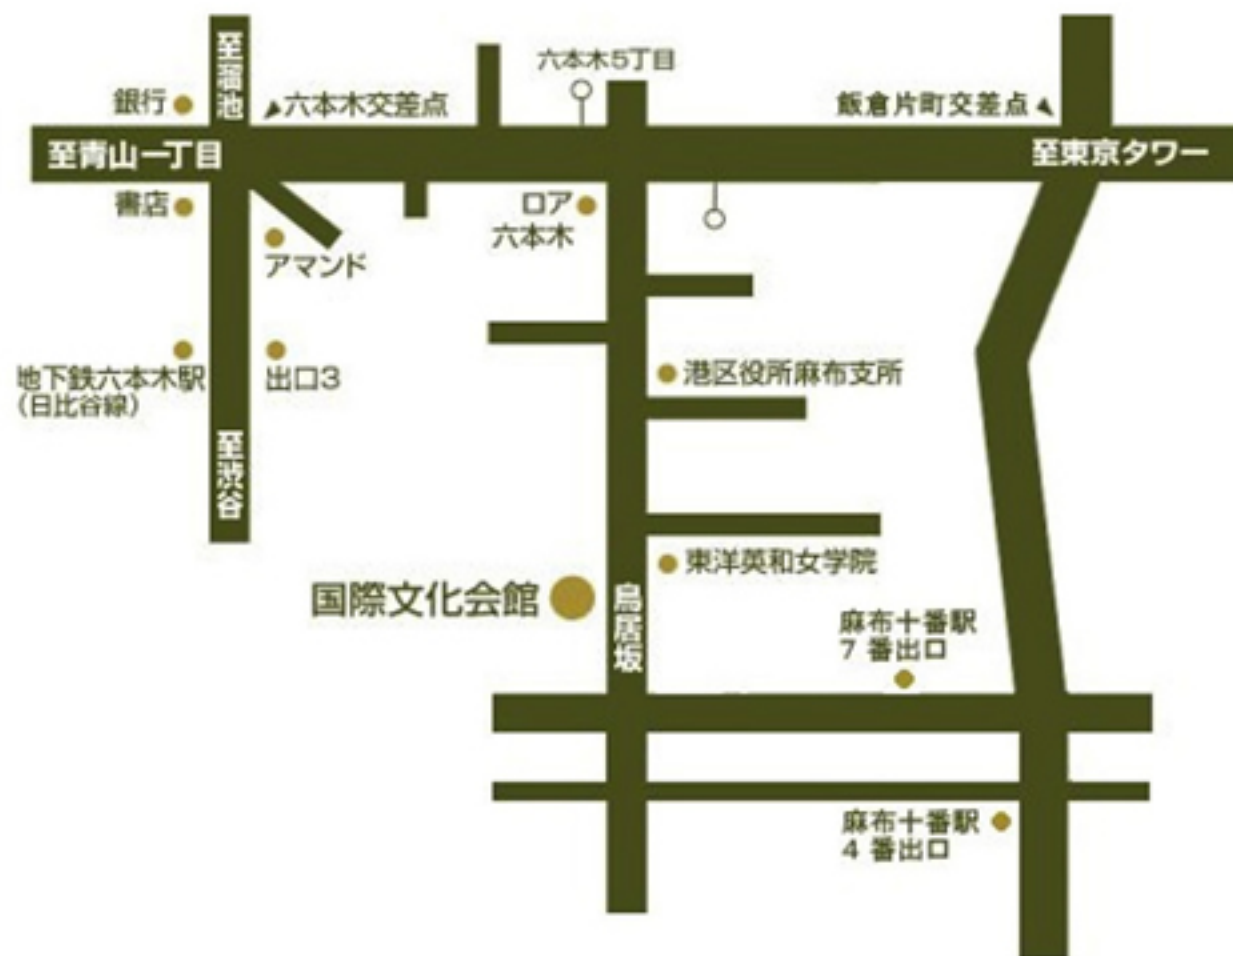 至溜池
六本木5丁目
銀行
六本木交差点
飯倉片町交差点
至青山一丁目
至東京タワー
書店
ロア
六本木
アマンド
地下鉄六本木駅
(日比谷線)
出口3
港区役所麻布支所
至渋谷
東洋英和女学院
国際文化会館
鳥居坂
麻布十番駅
7 番出口
麻布十番駅
4 番出口